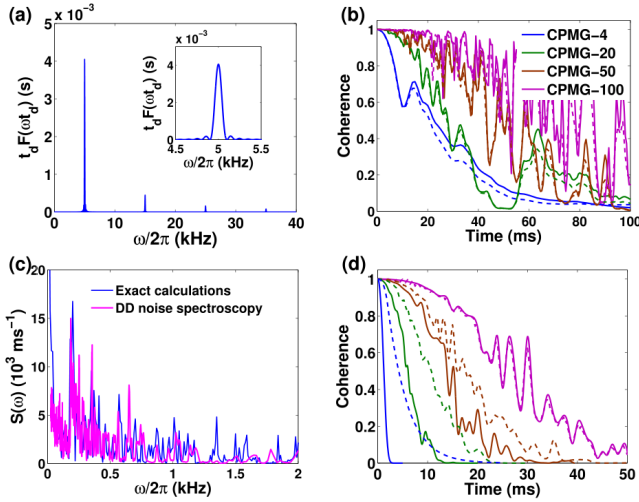 (a)
× 10⁻³
t_d F(ωt_d) (s)
5
4
3
2
1
0
0 10 20 30 40
ω/2π (kHz)
× 10⁻³
t_d F(ωt_d) (s)
4
2
0
4.5 5 5.5
ω/2π (kHz)
(b)
Coherence
1
0.8
0.6
0.4
0.2
0
0 20 40 60 80 100
Time (ms)
CPMG-4
CPMG-20
CPMG-50
CPMG-100
(c)
S(ω) (10³ ms⁻¹)
20
15
10
5
0
0 0.5 1 1.5 2
ω/2π (kHz)
Exact calculations
DD noise spectroscopy
(d)
Coherence
1
0.8
0.6
0.4
0.2
0
0 10 20 30 40 50
Time (ms)